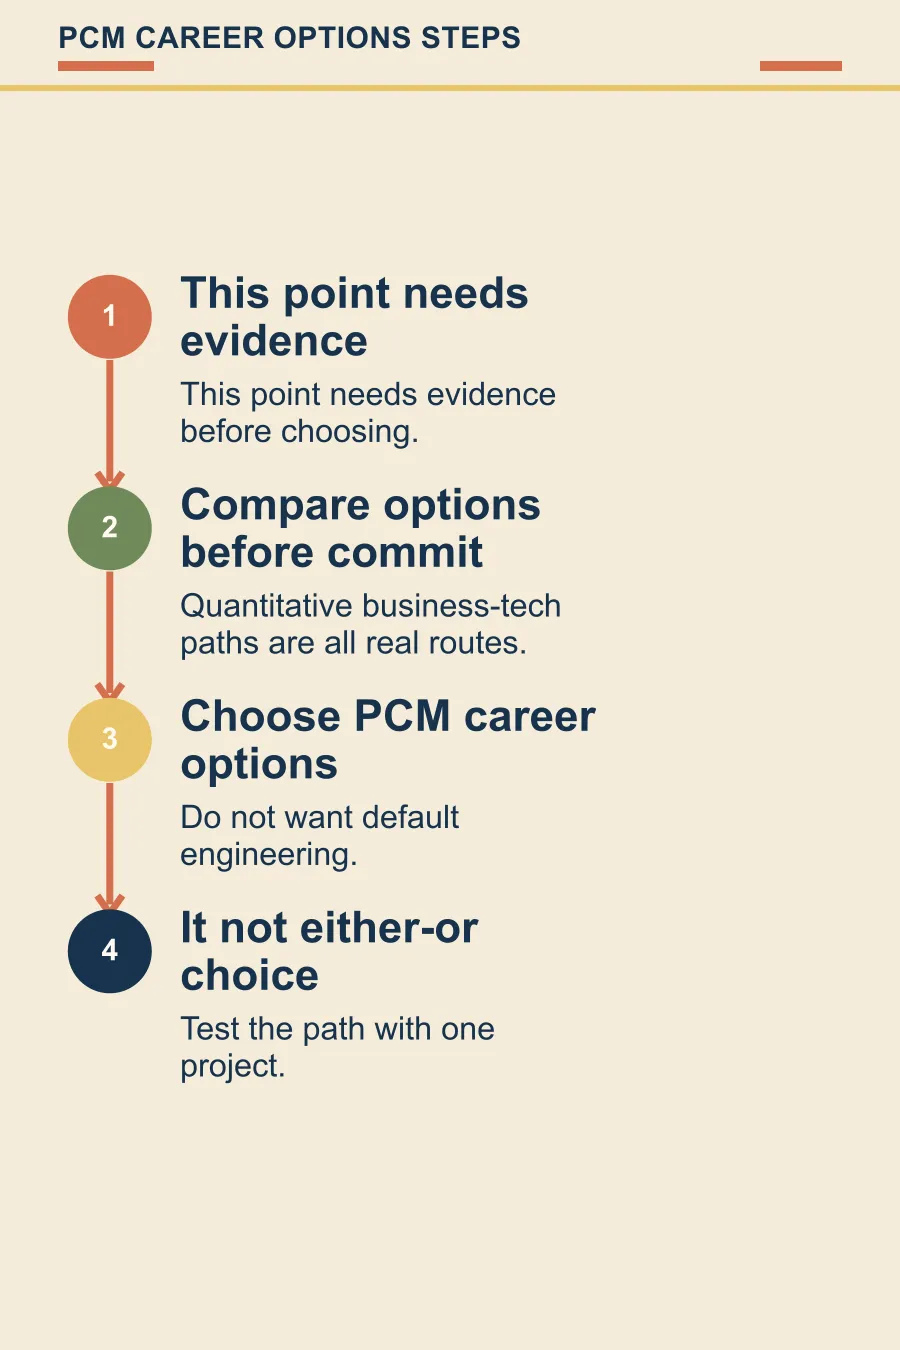 PCM CAREER OPTIONS STEPS
1
This point needs
evidence
This point needs evidence
before choosing.
2
Compare options
before commit
Quantitative business-tech
paths are all real routes.
3
Choose PCM career
options
Do not want default
engineering.
4
It not either-or
choice
Test the path with one
project.